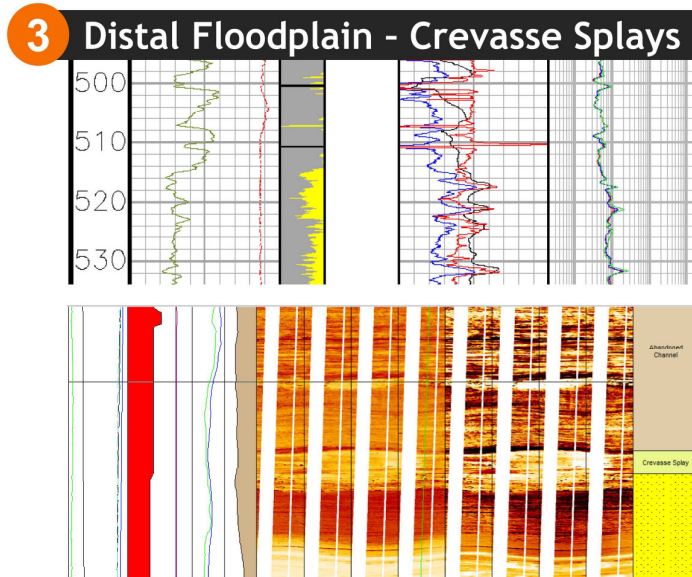 3 Distal Floodplain - Crevasse Splays
500
510
520
530
Abandoned
Channel
Crevasse Splay